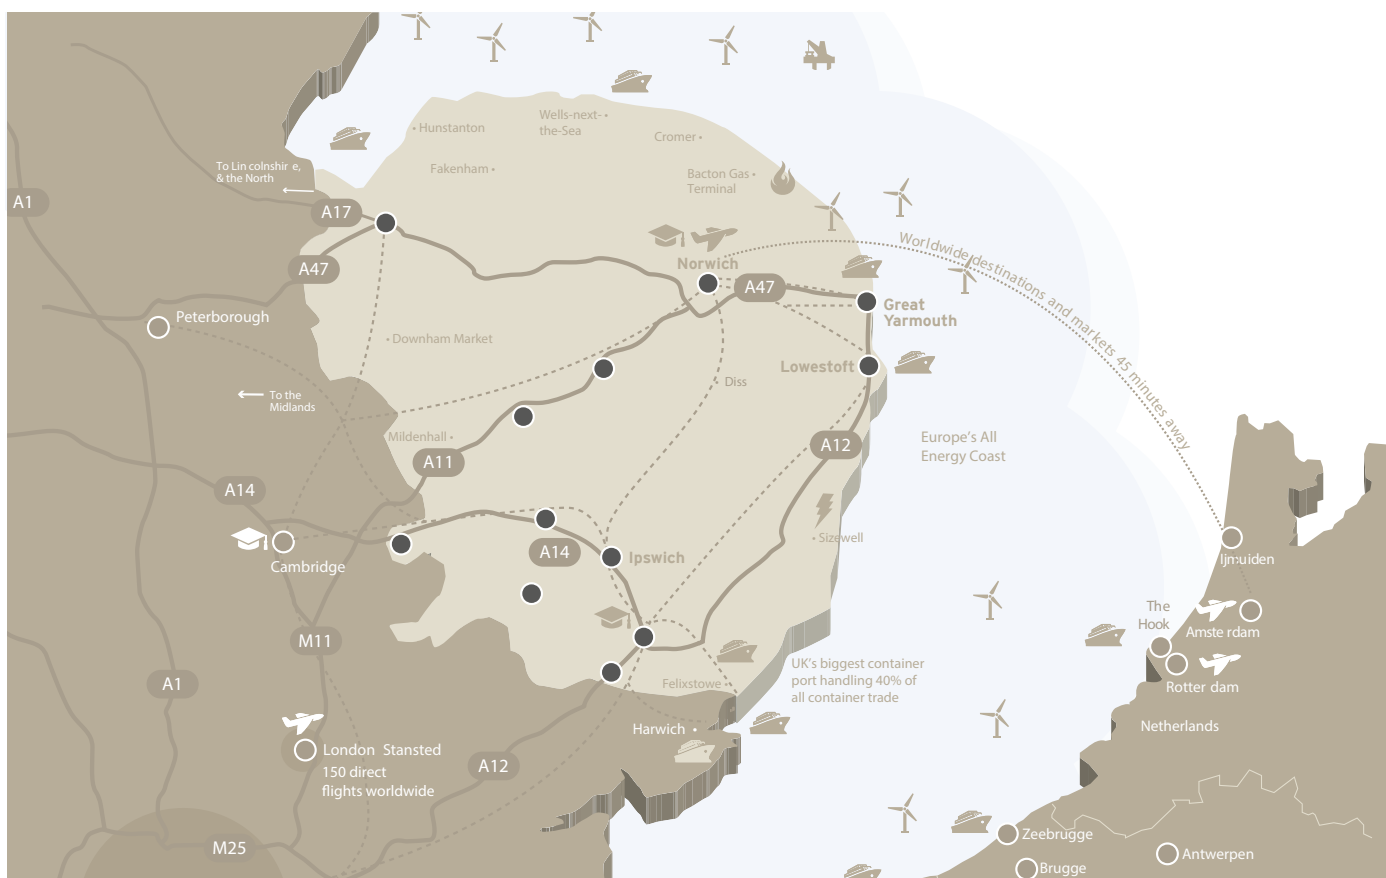 Hunstanton
Wells-next-
the-Sea
Cromer
Fakenham
Bacton Gas
Terminal
To Lin colnshir e,
& the North
A1
A17
A47
Norwich
A47
Worldwide destinations and markets 45 minutes away
Great
Yarmouth
Peterborough
Downham Market
Lowestoft
Diss
To the
Midlands
Mildenhall
A11
A12
Europe's All
Energy Coast
A14
Sizewell
A14
Ipswich
Cambridge
Ijmuiden
The
Hook
Amste rdam
M11
A1
Felixstowe
UK's biggest container
port handling 40% of
all container trade
Rotter dam
Harwich
Netherlands
London Stansted
150 direct
flights worldwide
A12
M25
Zeebrugge
Antwerpen
Brugge